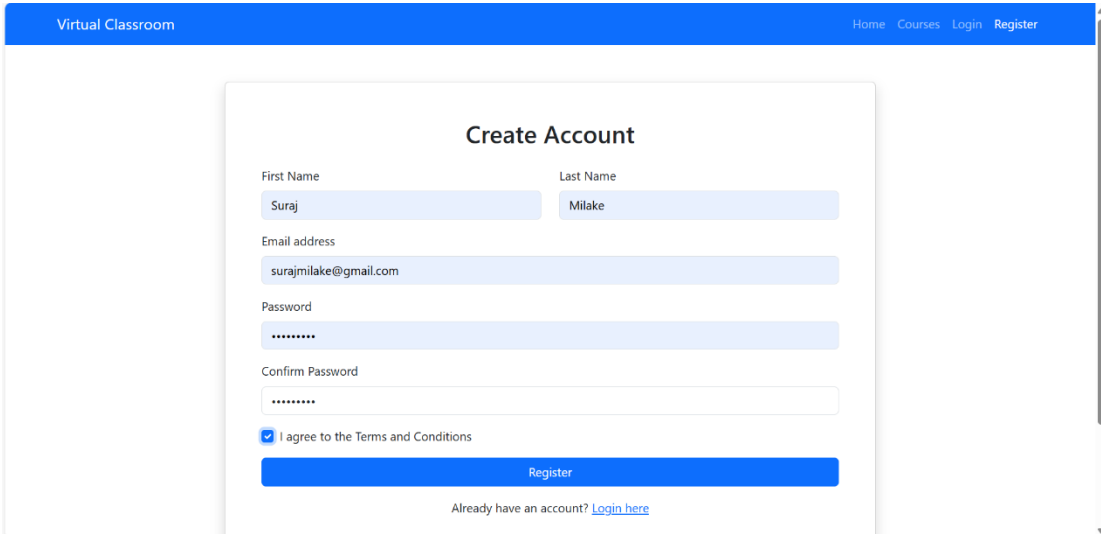 Virtual Classroom Home Courses Login Register
Create Account
First Name Last Name
Suraj Milake
Email address
surajmilake@gmail.com
Password
•••••••••
Confirm Password
•••••••••
I agree to the Terms and Conditions
Register
Already have an account? Login here